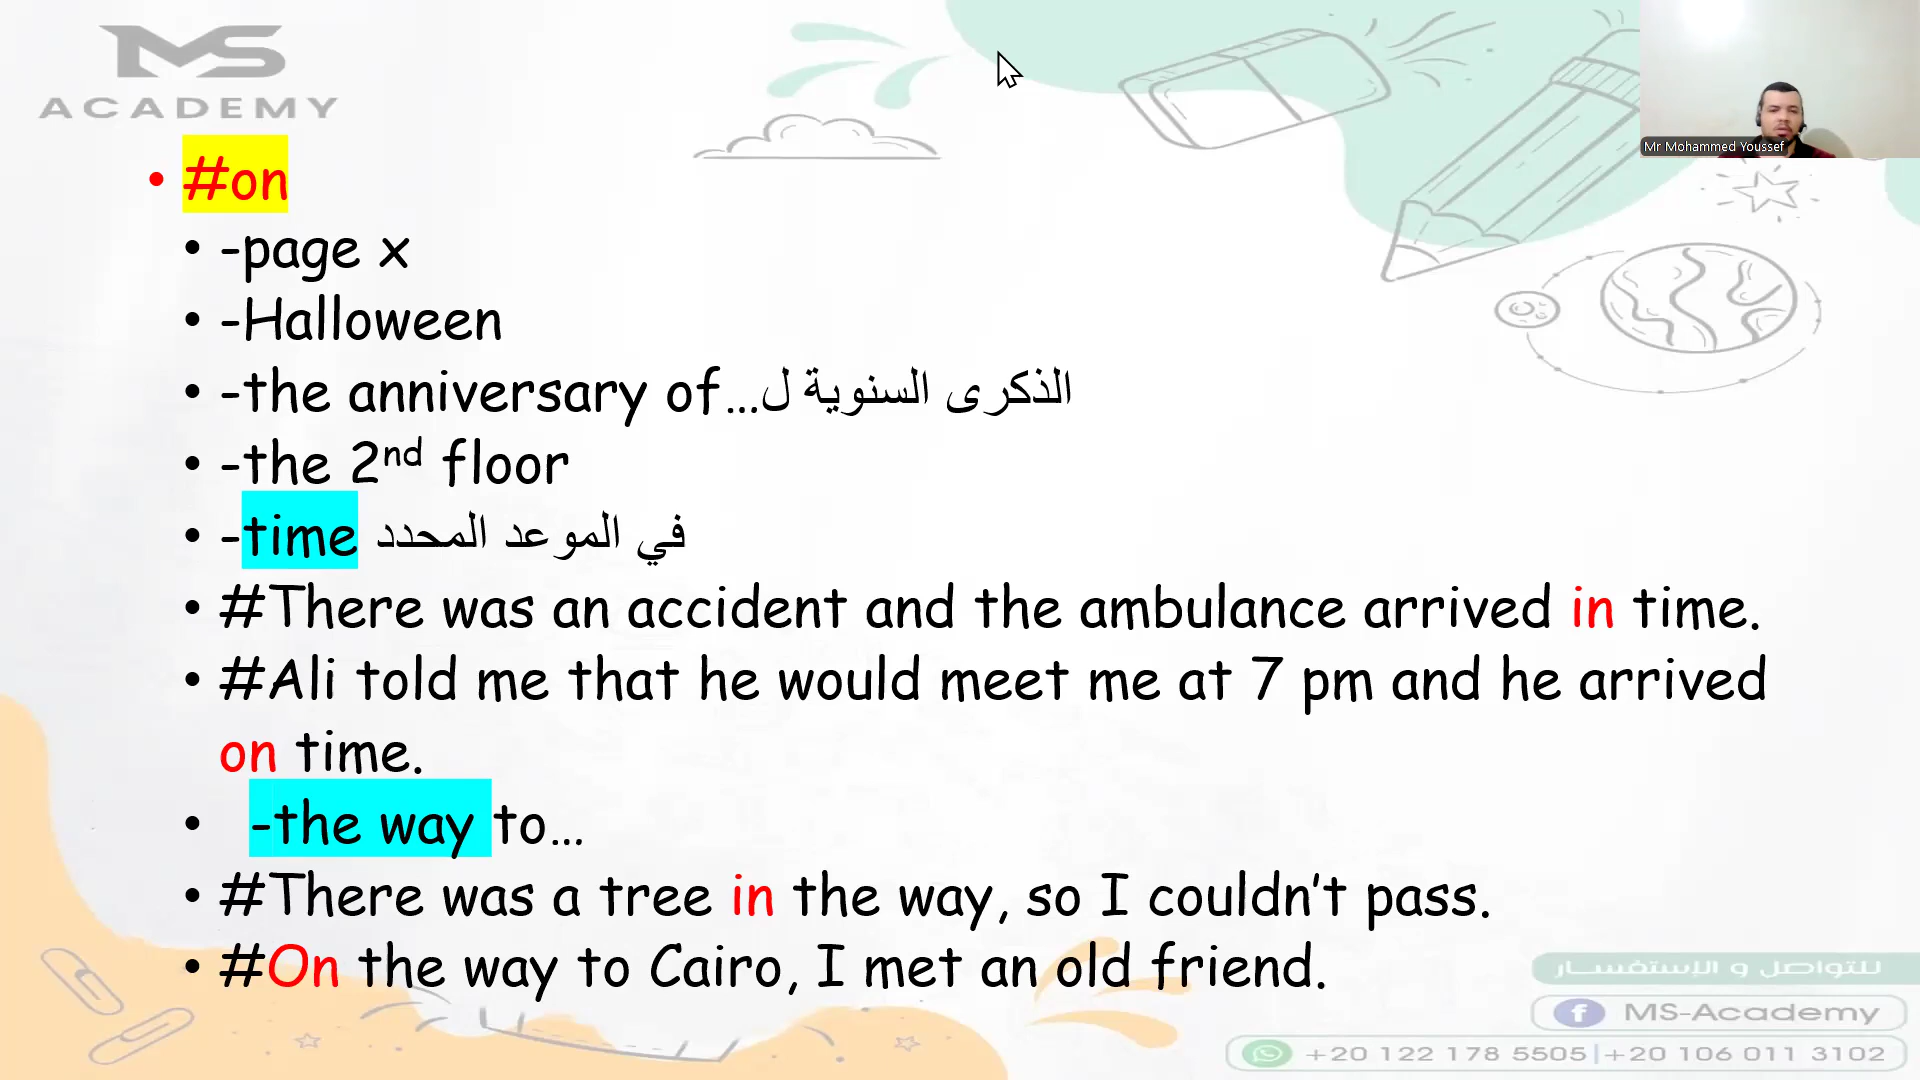 MS
ACADEMY
Mr Mohammed Youssef
• #on
• -page x
• -Halloween
• -the anniversary of...الذكرى السنوية ل
• -the 2nd floor
• -time في الموعد المحدد
• #There was an accident and the ambulance arrived in time.
• #Ali told me that he would meet me at 7 pm and he arrived
on time.
• -the way to...
• #There was a tree in the way, so I couldn't pass.
• #On the way to Cairo, I met an old friend.
للتواصل و الإستفسار
MS-Academy
+20 122 178 5505 | +20 106 011 3102